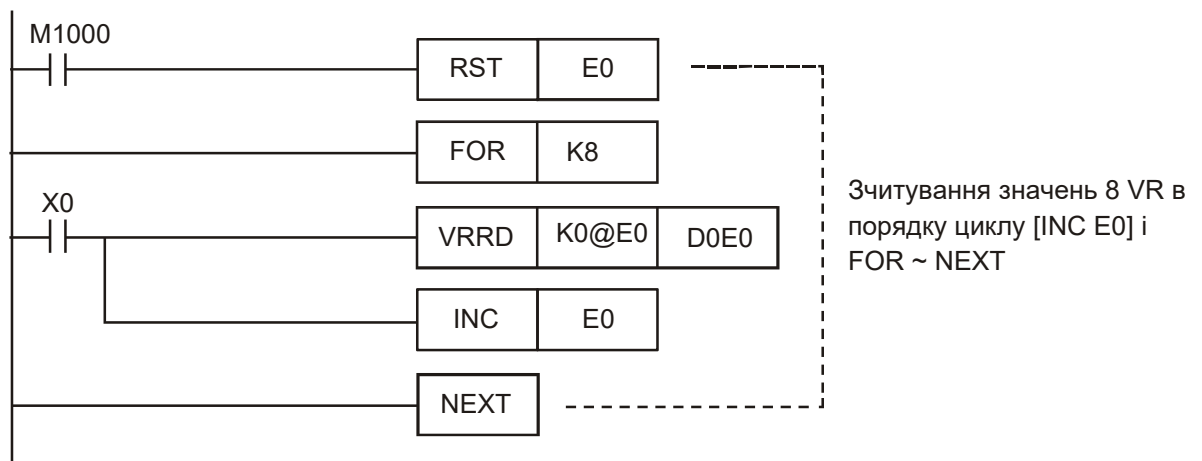 M1000
RST E0
FOR K8
X0
VRRD K0@E0 D0E0
INC E0
NEXT
Зчитування значень 8 VR в
порядку циклу [INC E0] і
FOR ~ NEXT